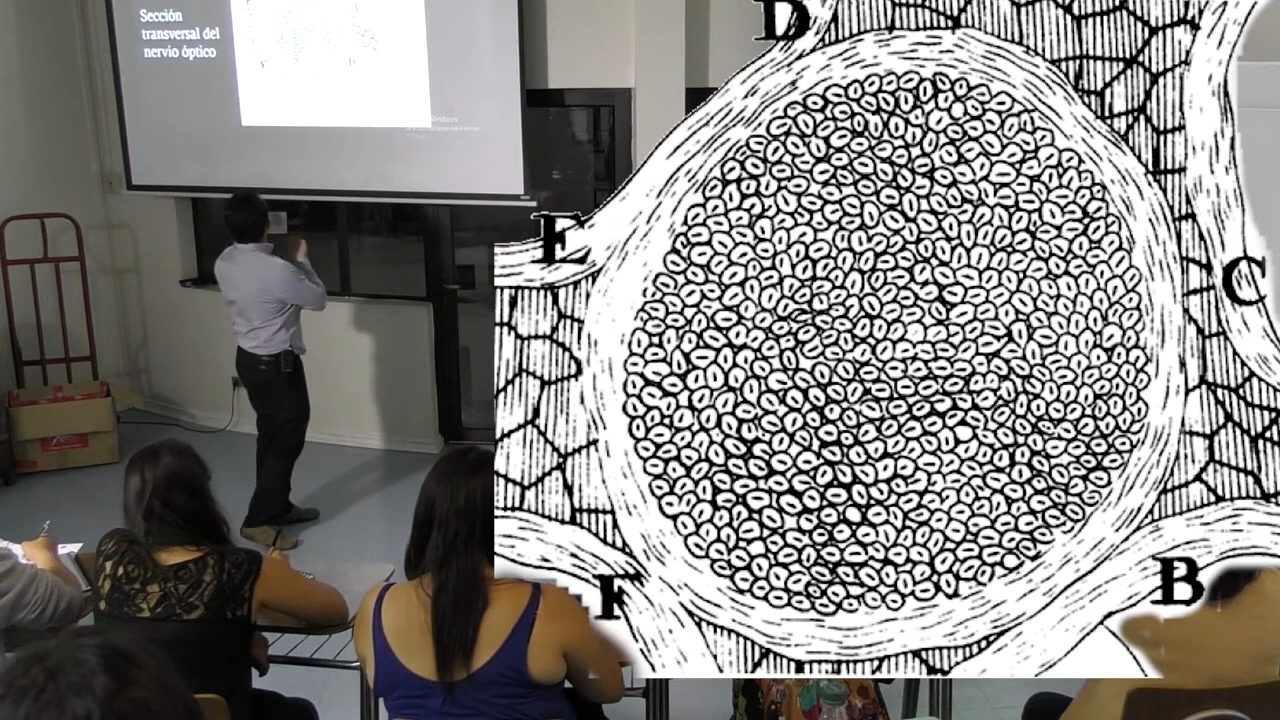 Sección
transversal del
nervio óptico
D
E
C
F
B